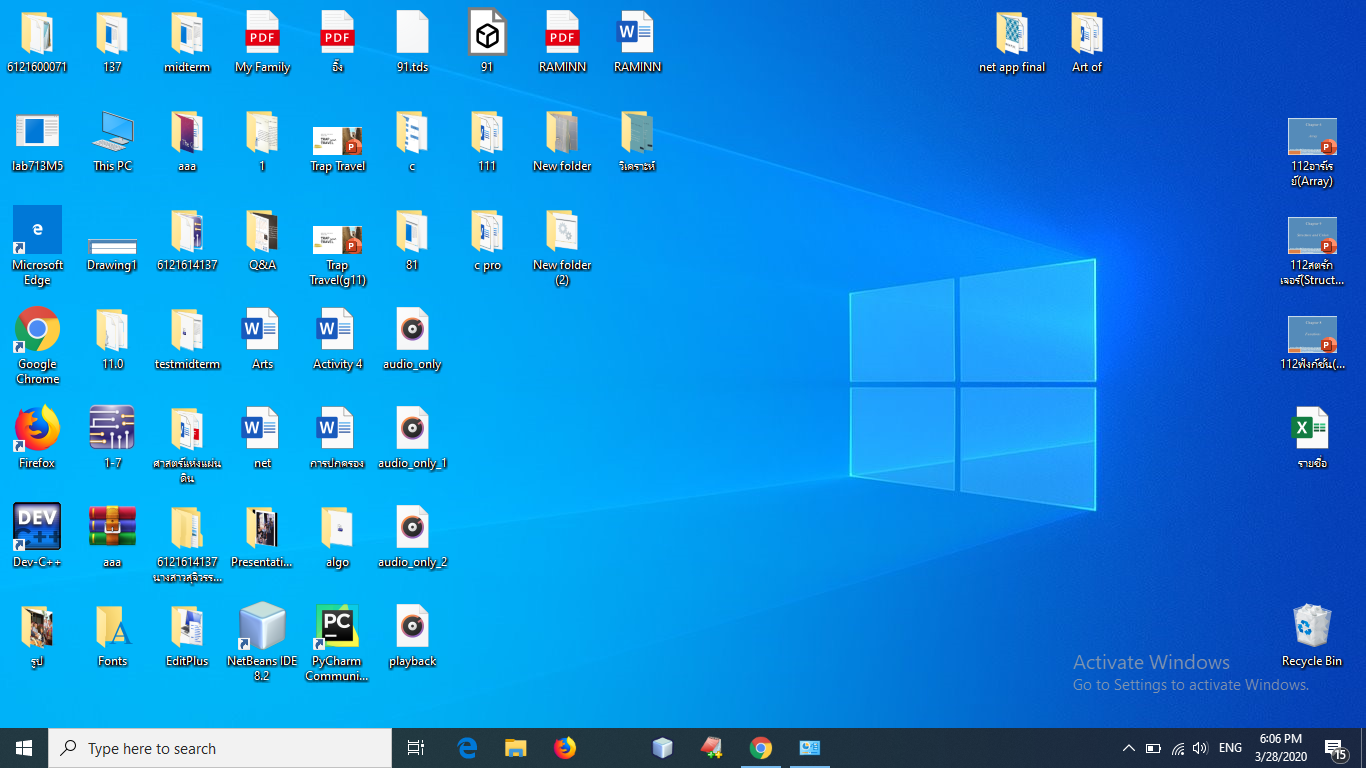 6121600071
137
midterm
My Family
อิ้ง
91.tds
91
RAMINN
RAMINN
net app final
Art of
lab713M5
This PC
aaa
1
Trap Travel
c
111
New folder
วิเคราะห์
112อาร์เร
ย์(Array)
Microsoft
Edge
Drawing1
6121614137
Q&A
Trap
Travel(g11)
81
c pro
New folder
(2)
112สตรัก
เจอร์(Struct...
Google
Chrome
11.0
testmidterm
Arts
Activity 4
audio_only
112ฟังก์ชั่น(...
Firefox
1-7
ศาสตร์แห่งแผ่น
ดิน
net
การปกครอง
audio_only_1
รายชื่อ
DEV
C++
Dev-C++
aaa
6121614137
นางสาวสุจิวรร...
Presentati...
algo
audio_only_2
รูป
Fonts
EditPlus
NetBeans IDE
8.2
PC
PyCharm
Communi...
playback
Recycle Bin
Activate Windows
Go to Settings to activate Windows.
Type here to search
ENG
6:06 PM
3/28/2020
15